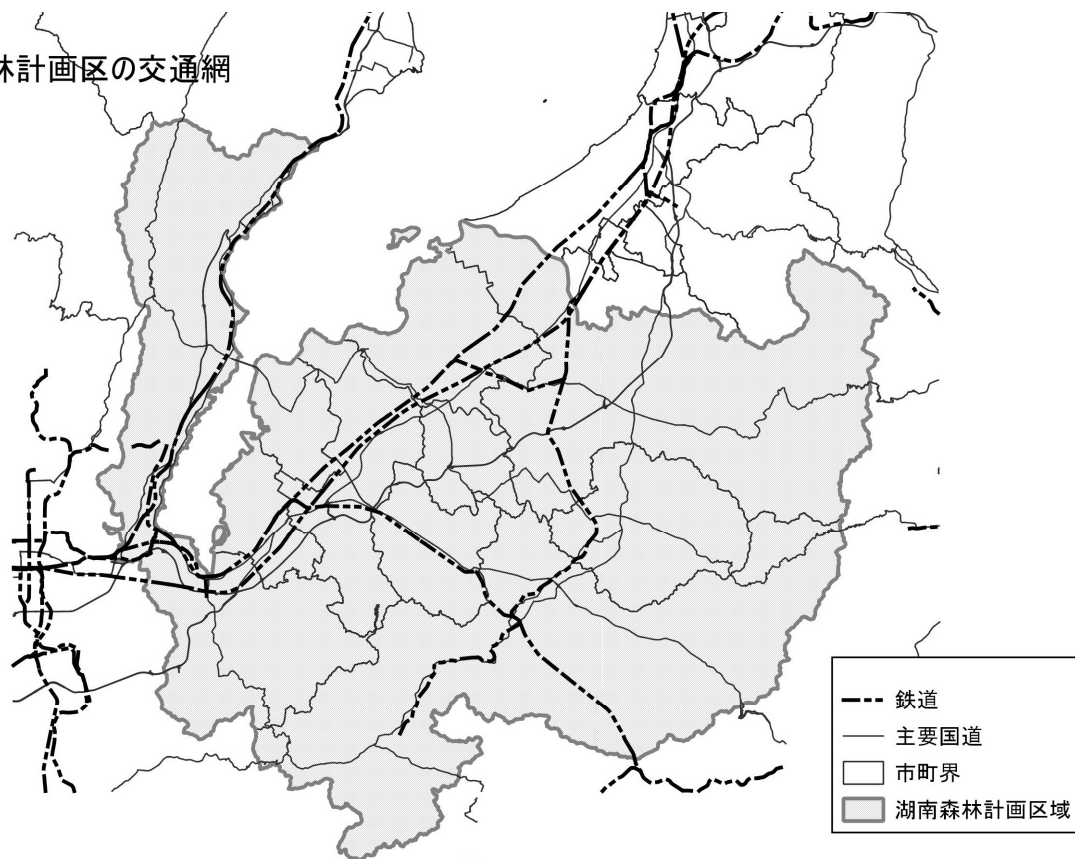 林計画区の交通網
鉄道
主要国道
市町界
湖南森林計画区域